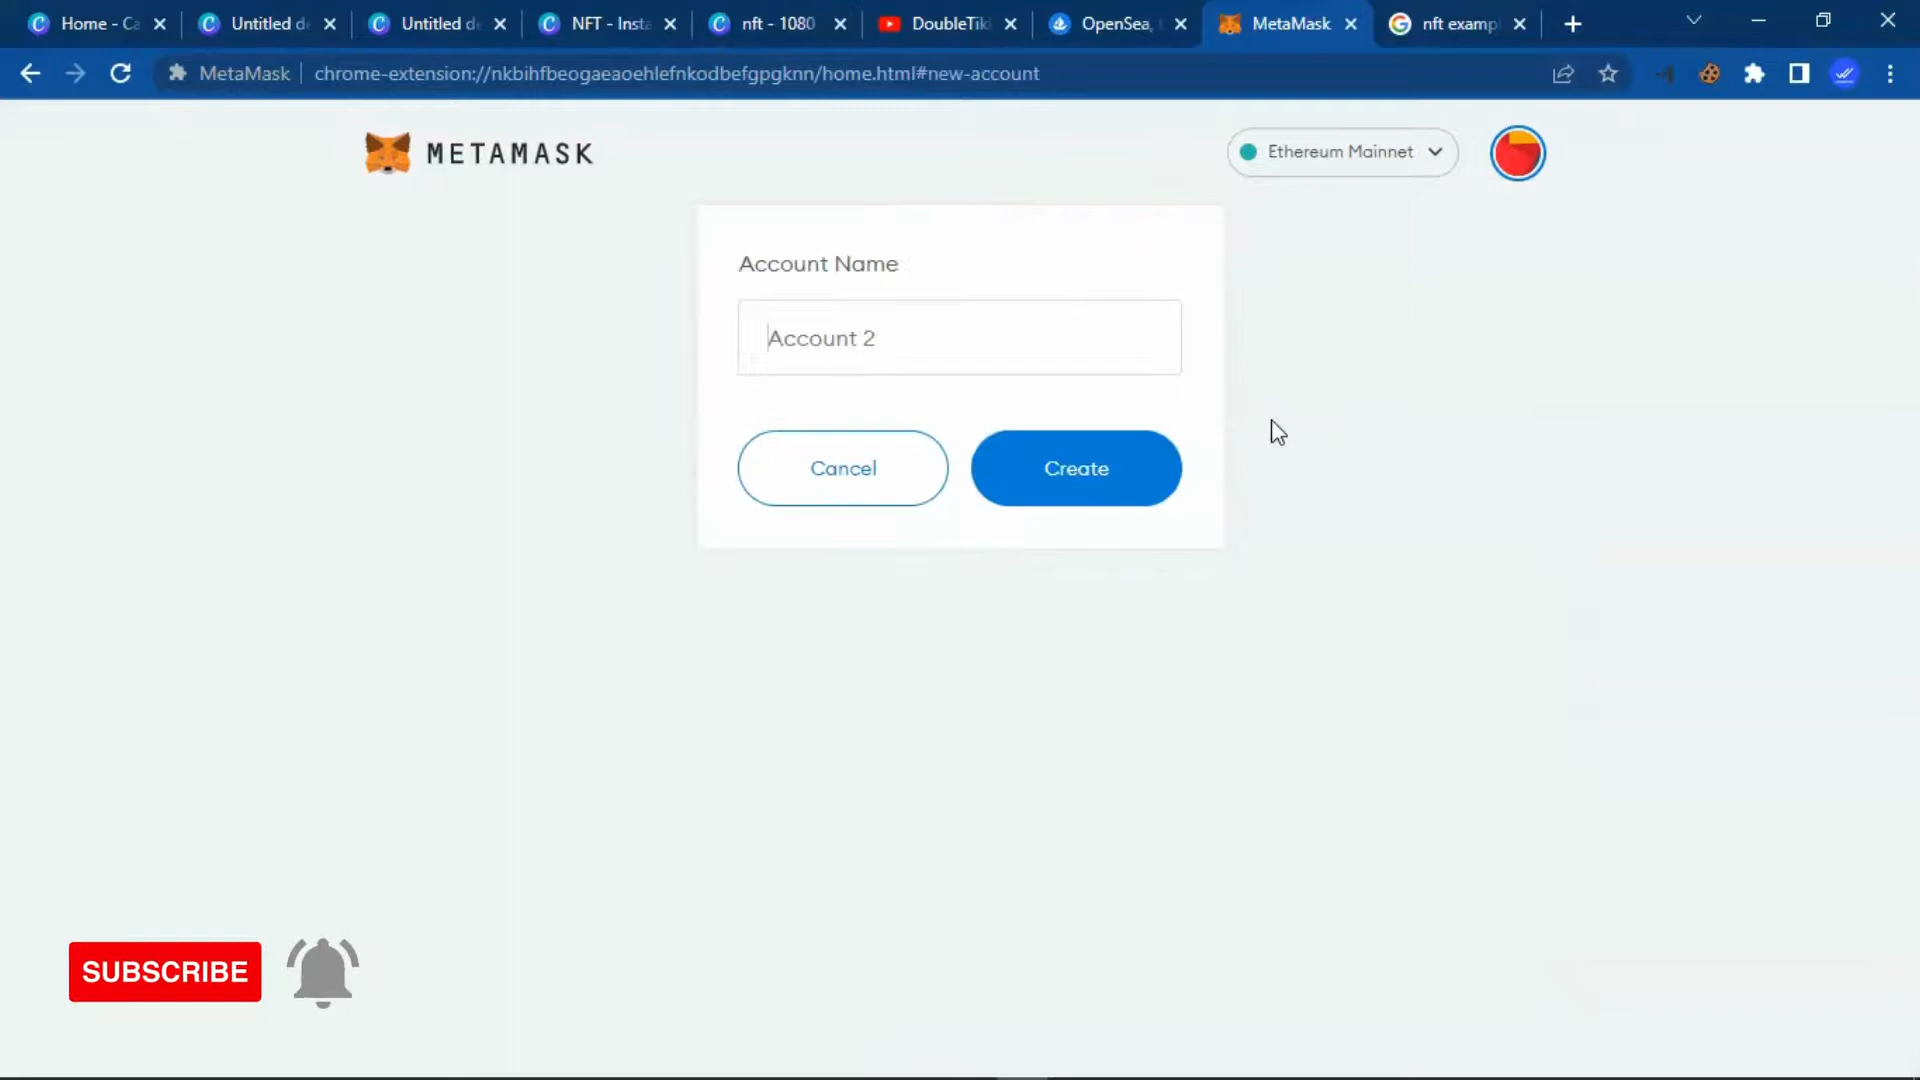 Home - Ca
Untitled d
Untitled d
NFT - Insta
nft - 1080
DoubleTik
OpenSea,
MetaMask
nft examp
MetaMask
chrome-extension://nkbihfbeogaeaoehlefnkodbefgpgknn/home.html#new-account
METAMASK
Ethereum Mainnet
Account Name
Account 2
Cancel
Create
SUBSCRIBE